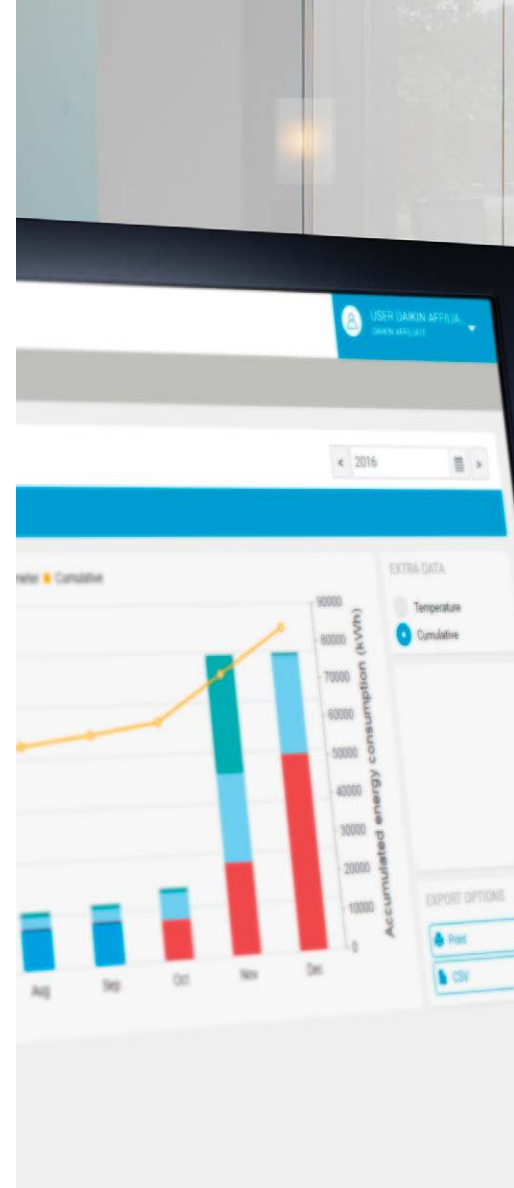 USER DAIKIN AFFILIA...
DAIKIN AFFILIATE
< 2016 >
Cumulative
EXTRA DATA
Temperature
Cumulative
90000
80000
70000
60000
50000
40000
30000
20000
10000
0
Accumulated energy consumption (kWh)
Aug Sep Oct Nov Dec
EXPORT OPTIONS
Print
CSV